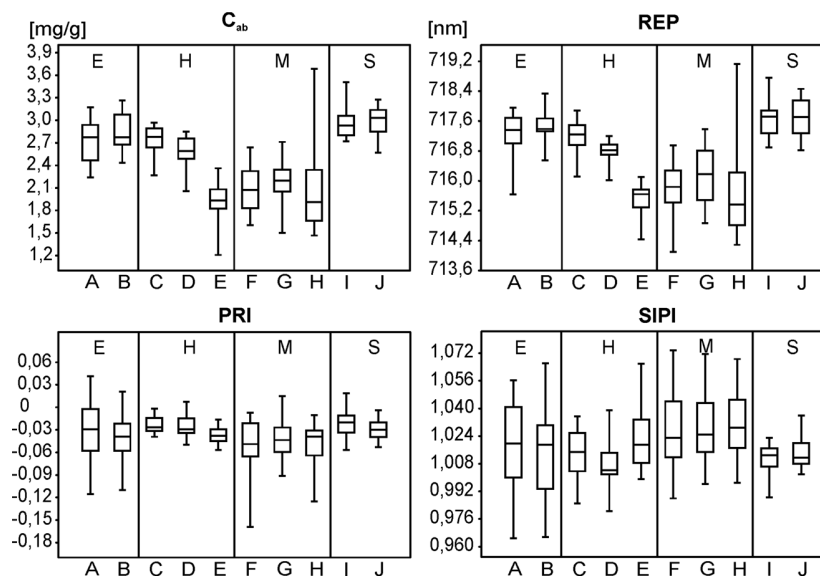 [mg/g] C_ab
3,9
3,6
3,3
3,0
2,7
2,4
2,1
1,8
1,5
1,2
E H M S
A B C D E F G H I J
[nm] REP
719,2
718,4
717,6
716,8
716,0
715,2
714,4
713,6
E H M S
A B C D E F G H I J
PRI
0,06
0,03
0
-0,03
-0,06
-0,09
-0,12
-0,15
-0,18
E H M S
A B C D E F G H I J
SIPI
1,072
1,056
1,040
1,024
1,008
0,992
0,976
0,960
E H M S
A B C D E F G H I J